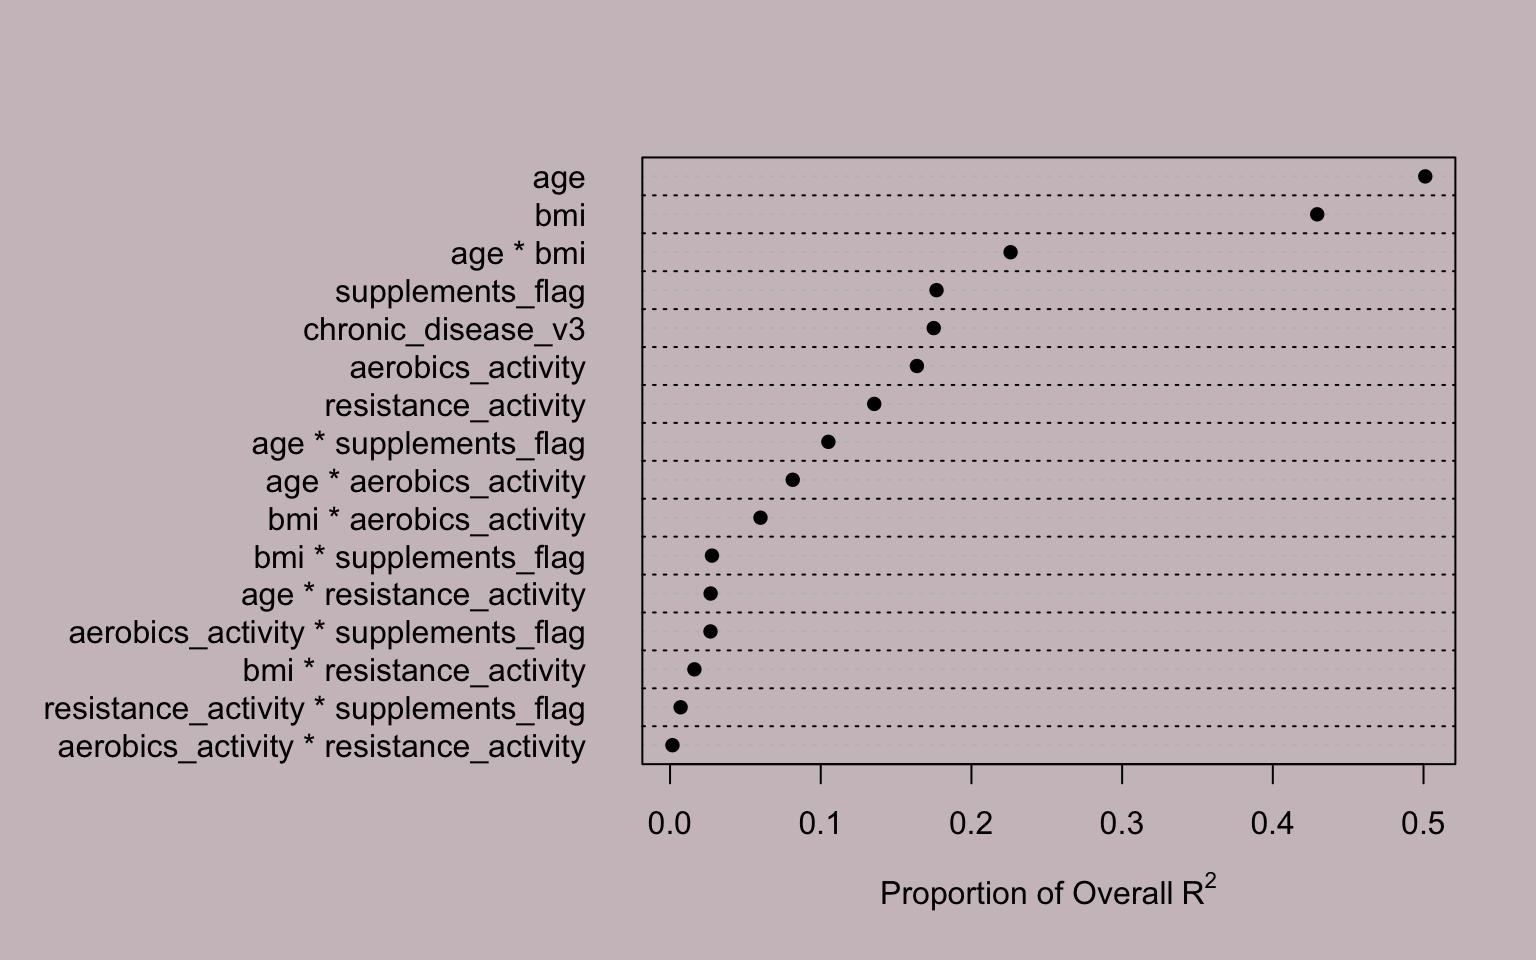 age
bmi
age * bmi
supplements_flag
chronic_disease_v3
aerobics_activity
resistance_activity
age * supplements_flag
age * aerobics_activity
bmi * aerobics_activity
bmi * supplements_flag
age * resistance_activity
aerobics_activity * supplements_flag
bmi * resistance_activity
resistance_activity * supplements_flag
aerobics_activity * resistance_activity
0.0 0.1 0.2 0.3 0.4 0.5
Proportion of Overall R²